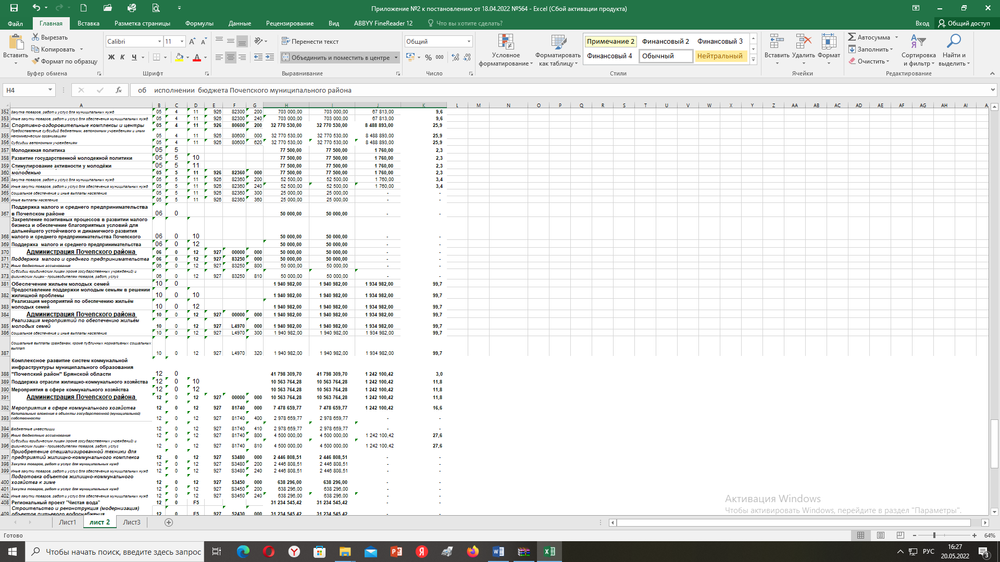 Приложение №2 к постановлению от 18.04.2022 №564 - Excel (Сбой активации продукта)
Файл Главная Вставка Разметка страницы Формулы Данные Рецензирование Вид ABBYY FineReader 12 Что вы хотите сделать? Вход Общий доступ
Вставить
Вырезать
Копировать
Формат по образцу
Буфер обмена
Calibri 11
Ж К Ч
Шрифт
Перенести текст
Объединить и поместить в центре
Выравнивание
Общий
% 000
Число
Условное форматирование
Форматировать как таблицу
Примечание 2 Финансовый 2 Финансовый 3
Финансовый 4 Обычный Нейтральный
Стили
Вставить Удалить Формат
Ячейки
Автосумма
Заполнить
Очистить
Сортировка и фильтр
Найти и выделить
Редактирование
H4 fx об исполнении бюджета Почепского муниципального района
A B C D E F G H I J K L M N O P Q R S T U V W X Y Z AA AB AC AD AE AF AG AH AI
352 Закупка товаров, работ и услуг для муниципальных нужд 05 4 11 926 82300 200 703 000,00 703 000,00 67 813,00 9,6
353 Иные закупки товаров, работ и услуг для обеспечения муниципальных нужд 05 4 11 926 82300 240 703 000,00 703 000,00 67 813,00 9,6
354 Спортивно-оздоровительные комплексы и центры 05 4 11 926 80600 200 32 770 530,00 32 770 530,00 8 488 893,00 25,9
355 Предоставление субсидий бюджетным, автономным учреждениям и иным некоммерческим организациям 05 4 11 926 80600 000 32 770 530,00 32 770 530,00 8 488 893,00 25,9
356 Субсидии автономным учреждениям 05 4 11 926 80600 620 32 770 530,00 32 770 530,00 8 488 893,00 25,9
357 Молодежная политика 05 5 77 500,00 77 500,00 1 760,00 2,3
358 Развитие государственной молодежной политики 05 5 10 77 500,00 77 500,00 1 760,00 2,3
359 Стимулирование активности у молодёжи 05 5 11 77 500,00 77 500,00 1 760,00 2,3
360 молодежью 05 5 11 926 82360 000 77 500,00 77 500,00 1 760,00 2,3
363 Закупка товаров, работ и услуг для муниципальных нужд 05 5 11 926 82360 200 52 500,00 52 500,00 1 760,00 3,4
364 Иные закупки товаров, работ и услуг для обеспечения муниципальных нужд 05 5 11 926 82360 240 52 500,00 52 500,00 1 760,00 3,4
365 Социальное обеспечение и иные выплаты населению 05 5 11 926 82360 300 25 000,00 25 000,00 - -
366 Иные выплаты населению 05 5 11 926 82360 360 25 000,00 25 000,00 - -
Поддержка малого и среднего предпринимательства
367 в Почепском районе 06 0 50 000,00 50 000,00 - -
Закрепление позитивных процессов в развитии малого
бизнеса и обеспечение благоприятных условий для
дальнейшего устойчивого и динамичного развития
368 малого и среднего предпринимательства Почепского 06 0 10 50 000,00 50 000,00 - -
369 Поддержка малого и среднего предпринимательства 06 0 12 50 000,00 50 000,00 - -
370 Администрация Почепского района 06 0 12 927 00000 000 50 000,00 50 000,00 - -
371 Поддержка малого и среднего предпринимательства 06 0 12 927 83250 000 50 000,00 50 000,00 - -
372 Иные бюджетные ассигнования 06 0 12 927 83250 800 50 000,00 50 000,00 - -
Субсидии юридическим лицам (кроме государственных учреждений) и
373 физическим лицам - производителям товаров, работ, услуг 06 0 12 927 83250 810 50 000,00 50 000,00 - -
381 Обеспечение жильем молодых семей 10 0 1 940 982,00 1 940 982,00 1 934 982,00 99,7
Предоставление поддержки молодым семьям в решении
382 жилищной проблемы 10 0 10 1 940 982,00 1 940 982,00 1 934 982,00 99,7
Реализация мероприятий по обеспечению жильём
383 молодых семей 10 0 12 1 940 982,00 1 940 982,00 1 934 982,00 99,7
384 Администрация Почепского района 10 0 12 927 00000 000 1 940 982,00 1 940 982,00 1 934 982,00 99,7
Реализация мероприятий по обеспечению жильём
385 молодых семей 10 0 12 927 L4970 000 1 940 982,00 1 940 982,00 1 934 982,00 99,7
386 Социальное обеспечение и иные выплаты населению 10 0 12 927 L4970 300 1 940 982,00 1 940 982,00 1 934 982,00 99,7
Социальные выплаты гражданам, кроме публичных нормативных социальных
выплат
387 10 0 12 927 L4970 320 1 940 982,00 1 940 982,00 1 934 982,00 99,7
Комплексное развитие систем коммунальной
инфраструктуры муниципального образования
388 "Почепский район" Брянской области 12 0 41 798 309,70 41 798 309,70 1 242 100,42 3,0
389 Поддержка отрасли жилищно-коммунального хозяйства 12 0 10 10 563 764,28 10 563 764,28 1 242 100,42 11,8
390 Мероприятия в сфере коммунального хозяйства 12 0 12 10 563 764,28 10 563 764,28 1 242 100,42 11,8
391 Администрация Почепского района 12 0 12 927 00000 000 10 563 764,28 10 563 764,28 1 242 100,42 11,8
392 Мероприятия в сфере коммунального хозяйства 12 0 12 927 81740 000 7 478 659,77 7 478 659,77 1 242 100,42 16,6
Капитальные вложения в объекты государственной (муниципальной)
393 собственности 12 0 12 927 81740 400 2 978 659,77 2 978 659,77 - -
394 Бюджетные инвестиции 12 0 12 927 81740 410 2 978 659,77 2 978 659,77 - -
395 Иные бюджетные ассигнования 12 0 12 927 81740 800 4 500 000,00 4 500 000,00 1 242 100,42 27,6
Субсидии юридическим лицам (кроме государственных учреждений) и
396 физическим лицам - производителям товаров, работ, услуг 12 0 12 927 81740 810 4 500 000,00 4 500 000,00 1 242 100,42 27,6
Приобретение специализированной техники для
397 предприятий жилищно-коммунального комплекса 12 0 12 927 S3480 000 2 446 808,51 2 446 808,51 - -
398 Закупка товаров, работ и услуг для муниципальных нужд 12 0 12 927 S3480 200 2 446 808,51 2 446 808,51 - -
399 Иные закупки товаров, работ и услуг для обеспечения муниципальных нужд 12 0 12 927 S3480 240 2 446 808,51 2 446 808,51 - -
Подготовка объектов жилищно-коммунального
400 хозяйства к зиме 12 0 12 927 S3450 000 638 296,00 638 296,00 - -
401 Закупка товаров, работ и услуг для муниципальных нужд 12 0 12 927 S3450 200 638 296,00 638 296,00 - -
402 Иные закупки товаров, работ и услуг для обеспечения муниципальных нужд 12 0 12 927 S3450 240 638 296,00 638 296,00 - -
408 Региональный проект "Чистая вода" 12 0 F5 31 234 545,42 31 234 545,42 - -
Строительство и реконструкция (модернизация)
409 объектов питьевого водоснабжения 12 0 F5 927 52430 000 31 234 545,42 31 234 545,42 - -
Активация Windows
Чтобы активировать Windows, перейдите в раздел "Параметры".
Лист1 лист 2 Лист3
Готово 64%
Чтобы начать поиск, введите здесь запрос
РУС 16:27
20.05.2022
3